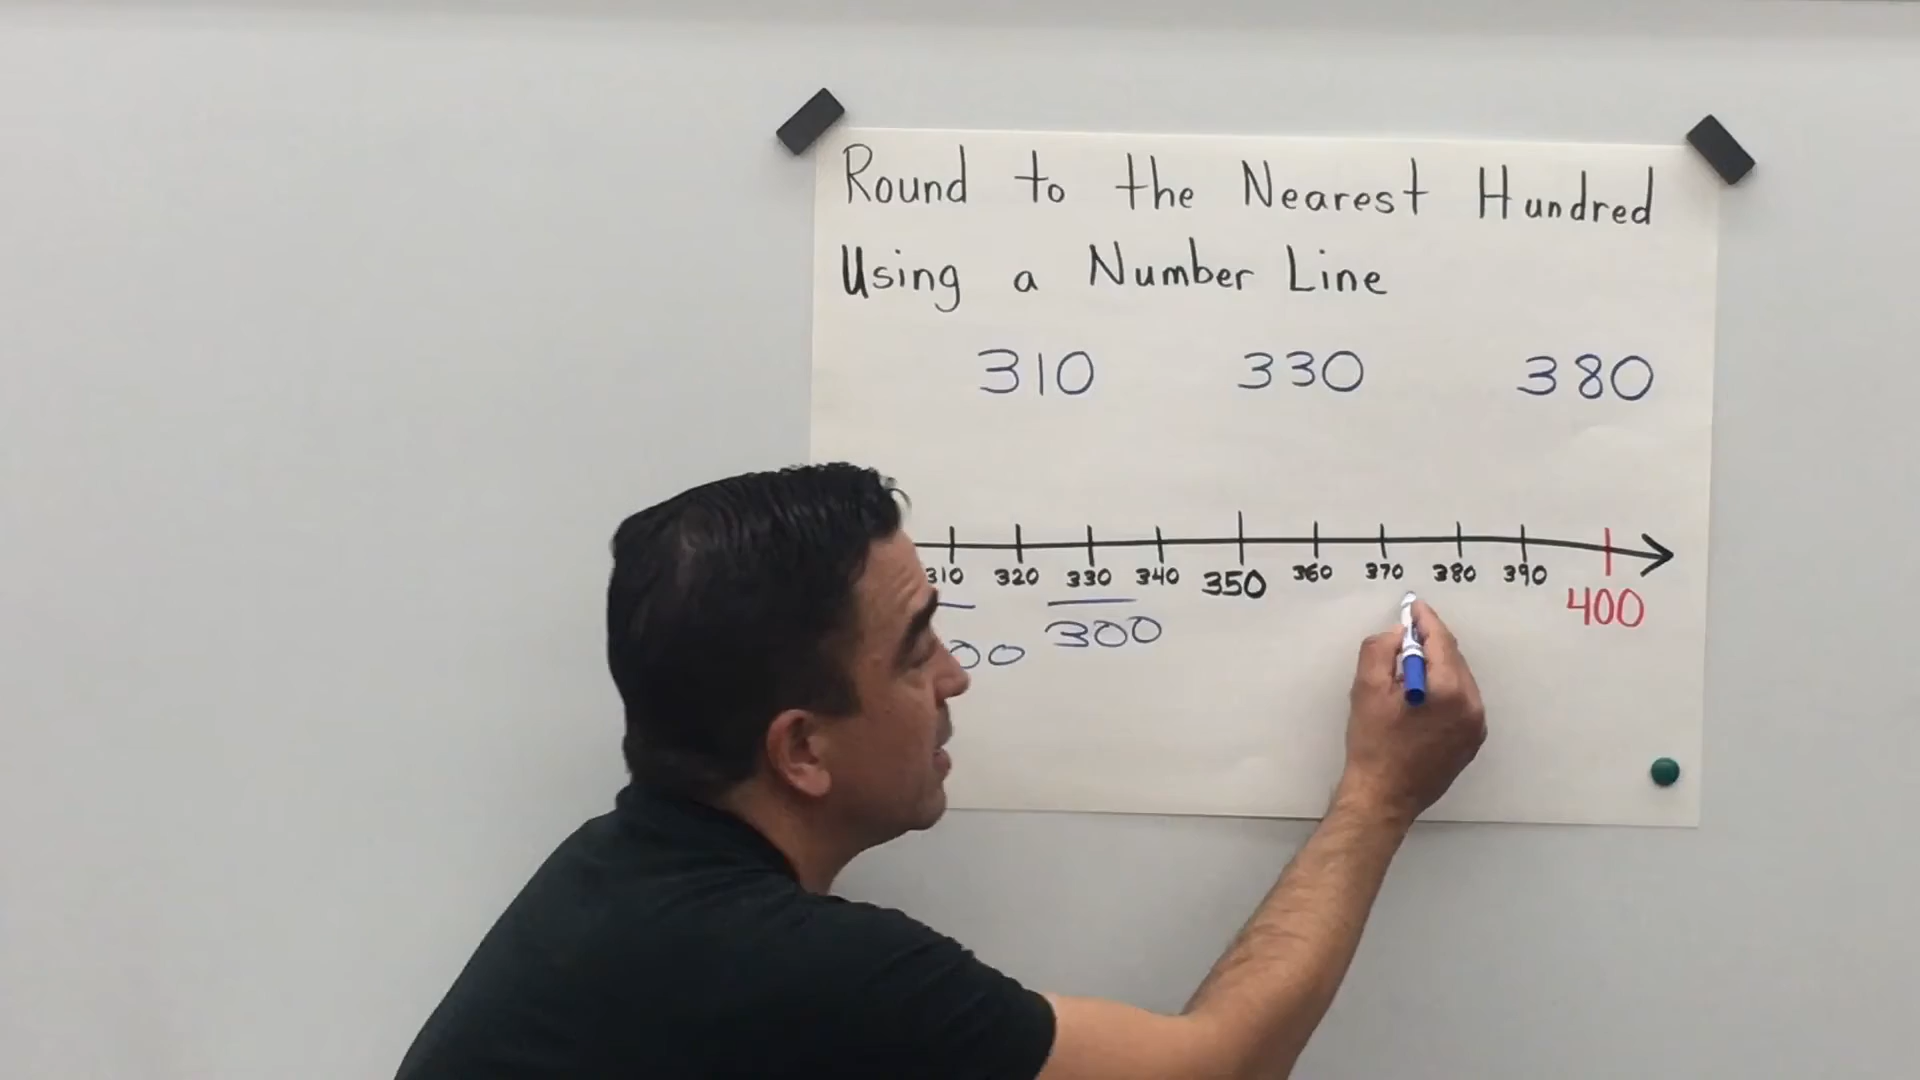 Round to the Nearest Hundred
Using a Number Line
310 330 380
310 320 330 340 350 360 370 380 390 400
300